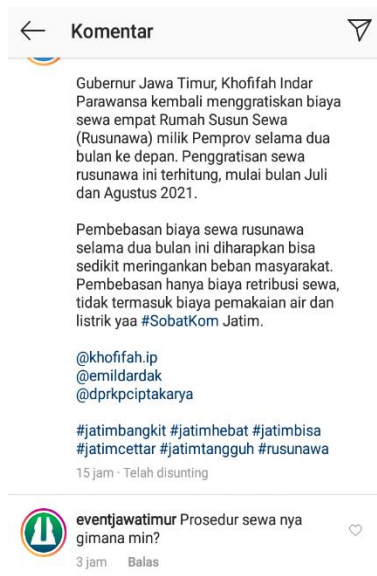 Komentar
Gubernur Jawa Timur, Khofifah Indar
Parawansa kembali menggratiskan biaya
sewa empat Rumah Susun Sewa
(Rusunawa) milik Pemprov selama dua
bulan ke depan. Penggratisan sewa
rusunawa ini terhitung, mulai bulan Juli
dan Agustus 2021.
Pembebasan biaya sewa rusunawa
selama dua bulan ini diharapkan bisa
sedikit meringankan beban masyarakat.
Pembebasan hanya biaya retribusi sewa,
tidak termasuk biaya pemakaian air dan
listrik yaa #SobatKom Jatim.
@khofifah.ip
@emildardak
@dprkpciptakarya
#jatimbangkit #jatimhebat #jatimbisa
#jatimcettar #jatimtangguh #rusunawa
15 jam · Telah disunting
eventjawatimur Prosedur sewa nya
gimana min?
3 jam Balas